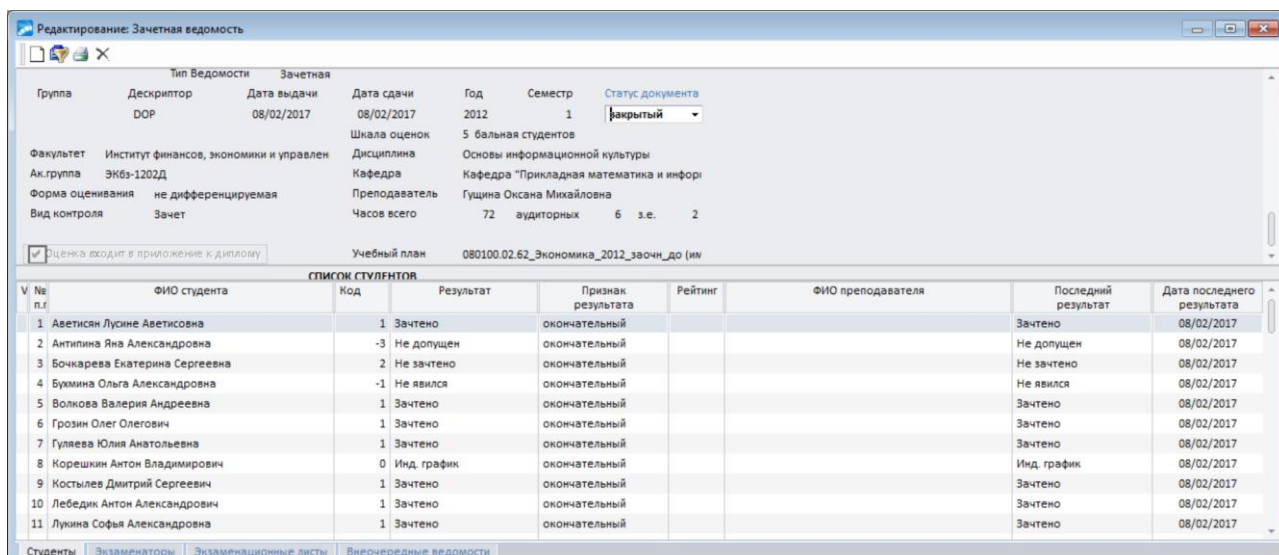 Редактирование: Зачетная ведомость
Тип Ведомости Зачетная
Группа Дескриптор Дата выдачи Дата сдачи Год Семестр Статус документа
DOP 08/02/2017 08/02/2017 2012 1 закрытый
Шкала оценок 5 бальная студентов
Факультет Институт финансов, экономики и управлен Дисциплина Основы информационной культуры
Ак.группа ЭКбз-1202Д Кафедра Кафедра "Прикладная математика и инфор
Форма оценивания не дифференцируемая Преподаватель Гущина Оксана Михайловна
Вид контроля Зачет Часов всего 72 аудиторных 6 з.е. 2
Оценка входит в приложение к диплому Учебный план 080100.02.62_Экономика_2012_заочн_до (им
СПИСОК СТУДЕНТОВ
V № п.п ФИО студента Код Результат Признак результата Рейтинг ФИО преподавателя Последний результат Дата последнего результата
1 Аветисян Лусине Аветисовна 1 Зачтено окончательный Зачтено 08/02/2017
2 Антипина Яна Александровна -3 Не допущен окончательный Не допущен 08/02/2017
3 Бочкарева Екатерина Сергеевна 2 Не зачтено окончательный Не зачтено 08/02/2017
4 Бухмина Ольга Александровна -1 Не явился окончательный Не явился 08/02/2017
5 Волкова Валерия Андреевна 1 Зачтено окончательный Зачтено 08/02/2017
6 Грозин Олег Олегович 1 Зачтено окончательный Зачтено 08/02/2017
7 Гуляева Юлия Анатольевна 1 Зачтено окончательный Зачтено 08/02/2017
8 Корешкин Антон Владимирович 0 Инд. график окончательный Инд. график 08/02/2017
9 Костылев Дмитрий Сергеевич 1 Зачтено окончательный Зачтено 08/02/2017
10 Лебедик Антон Александрович 1 Зачтено окончательный Зачтено 08/02/2017
11 Лукина Софья Александровна 1 Зачтено окончательный Зачтено 08/02/2017
Студенты Экзаменаторы Экзаменационные листы Внеочередные ведомости